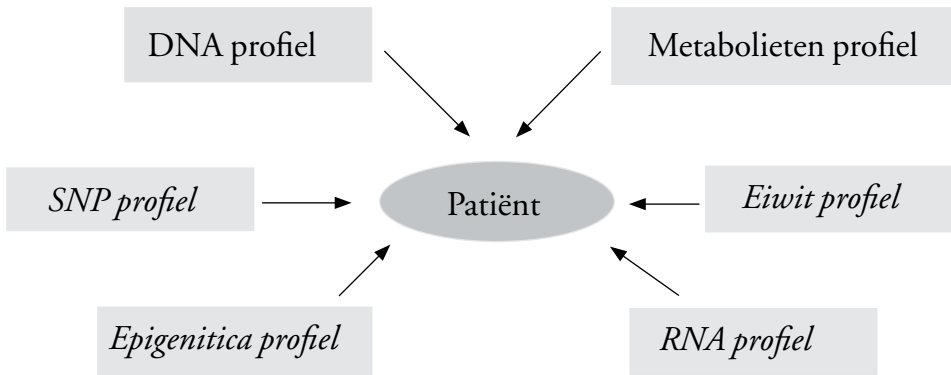 DNA profiel
Metabolieten profiel
SNP profiel
Patiënt
Eiwit profiel
Epigenitica profiel
RNA profiel